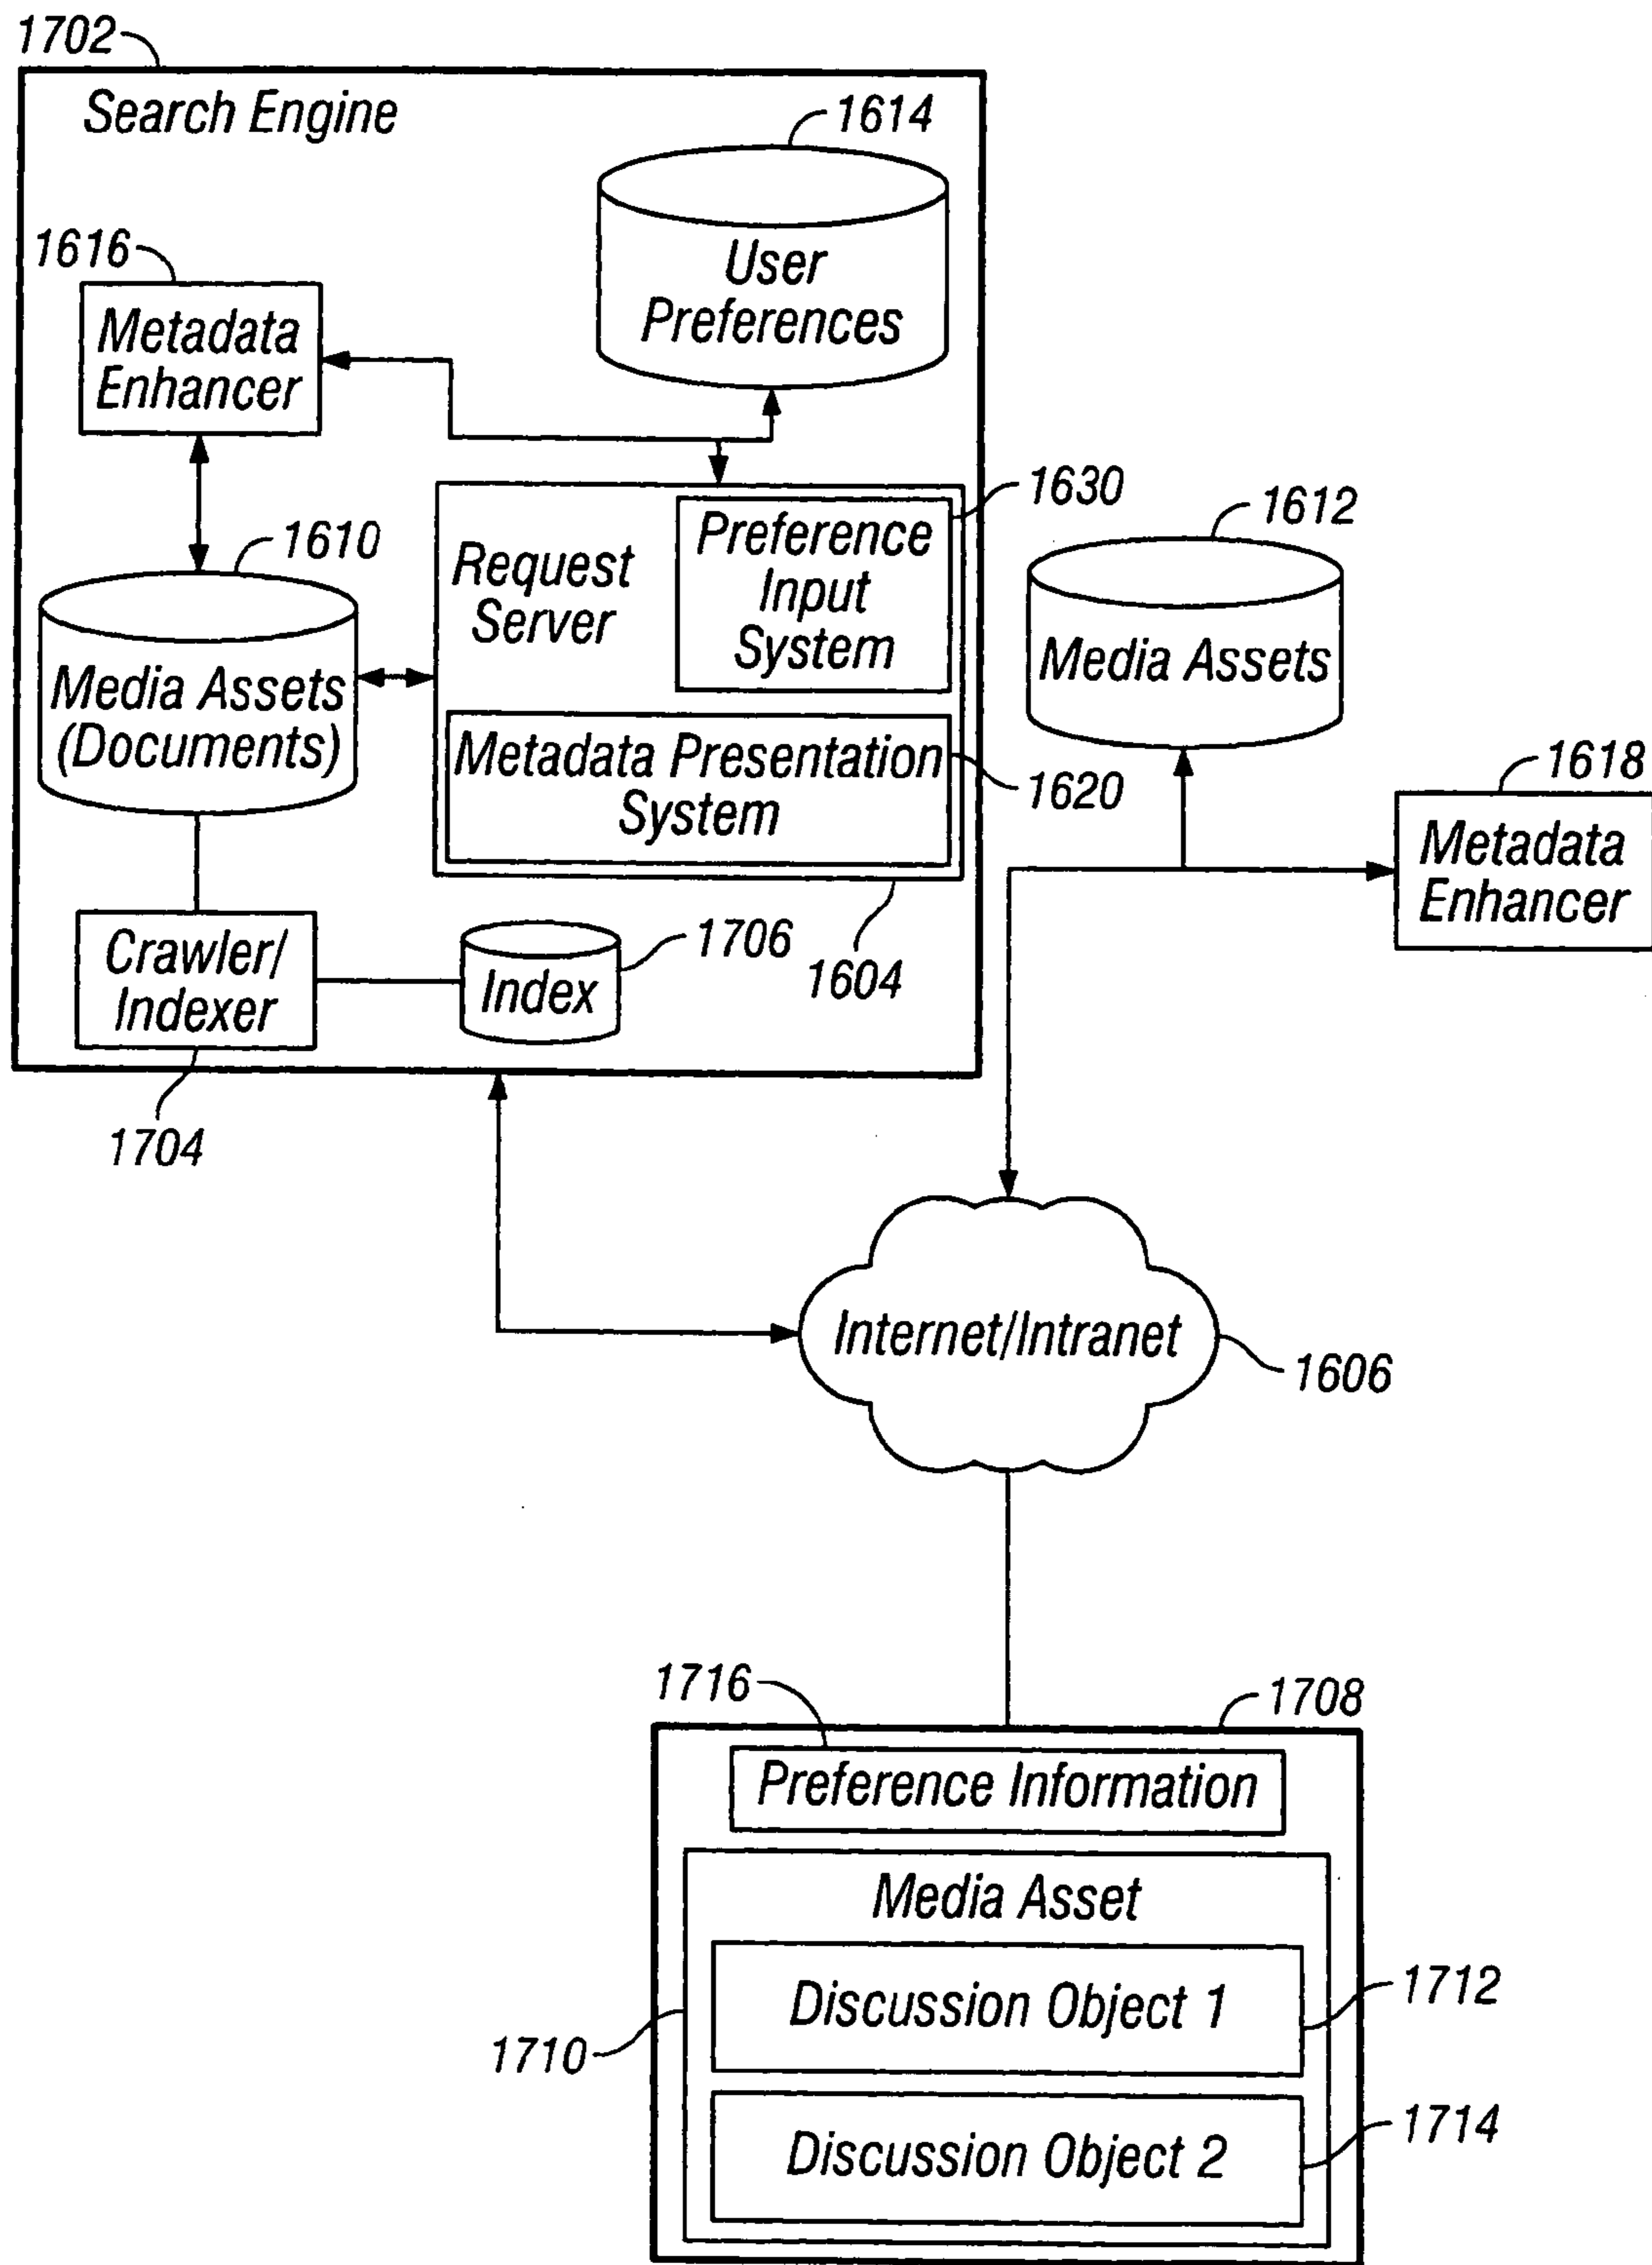 1702
Search Engine
1614
User
Preferences
1616
Metadata
Enhancer
1610
Media Assets
(Documents)
Request
Server
1630
Preference
Input
System
Metadada Presentation
System
1620
1604
1612
Media Assets
1618
Metadata
Enhancer
Crawler/
Indexer
1704
Index
1706
Internet/Intranet
1606
1716
1708
Preference Information
Media Asset
1710
Discussion Object 1
1712
Discussion Object 2
1714